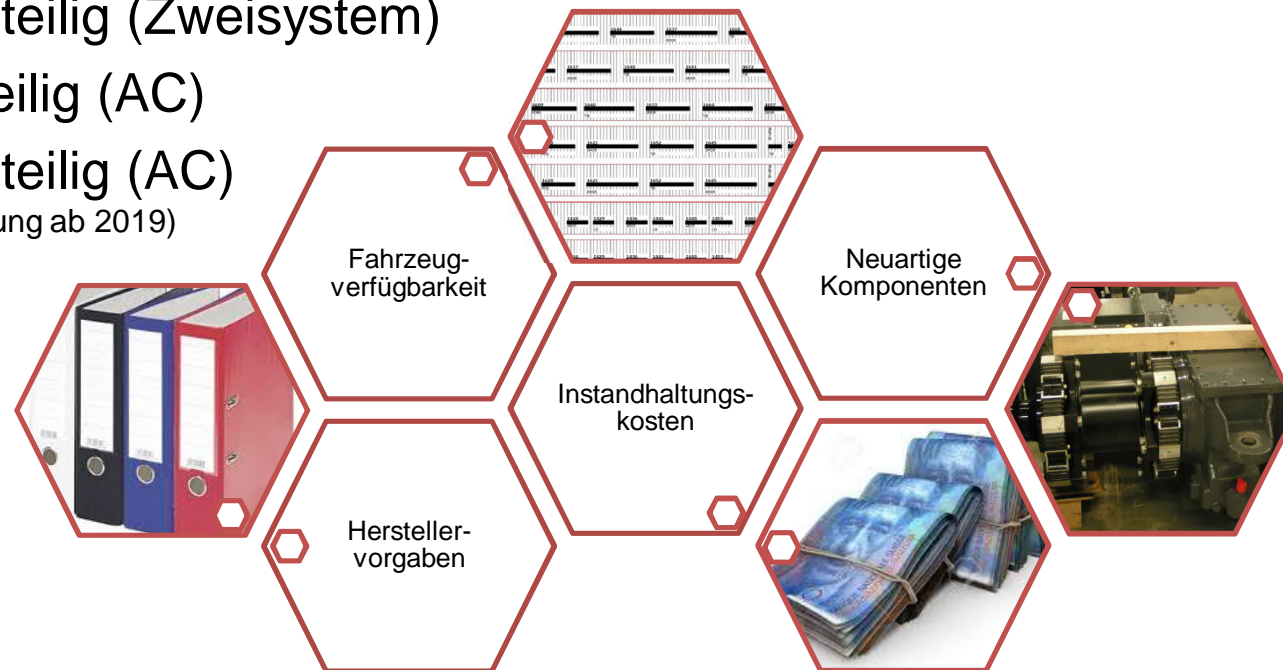 teilig (Zweisystem)
eilig (AC)
teilig (AC)
ung ab 2019)
Fahrzeug-
verfügbarkeit
Neuartige
Komponenten
Instandhaltungs-
kosten
Hersteller-
vorgaben